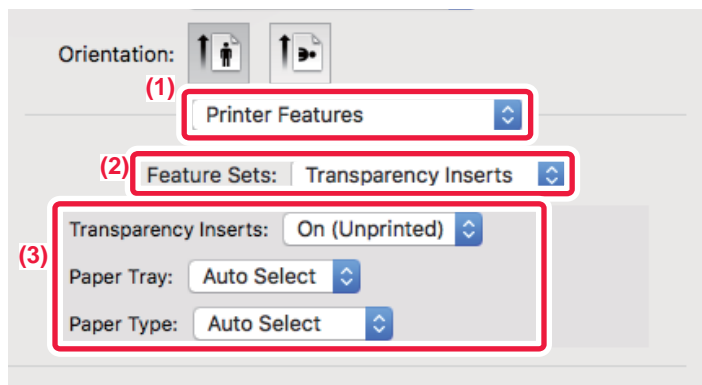 Orientation:
(1)
Printer Features
(2)
Feature Sets: Transparency Inserts
(3)
Transparency Inserts: On (Unprinted)
Paper Tray: Auto Select
Paper Type: Auto Select